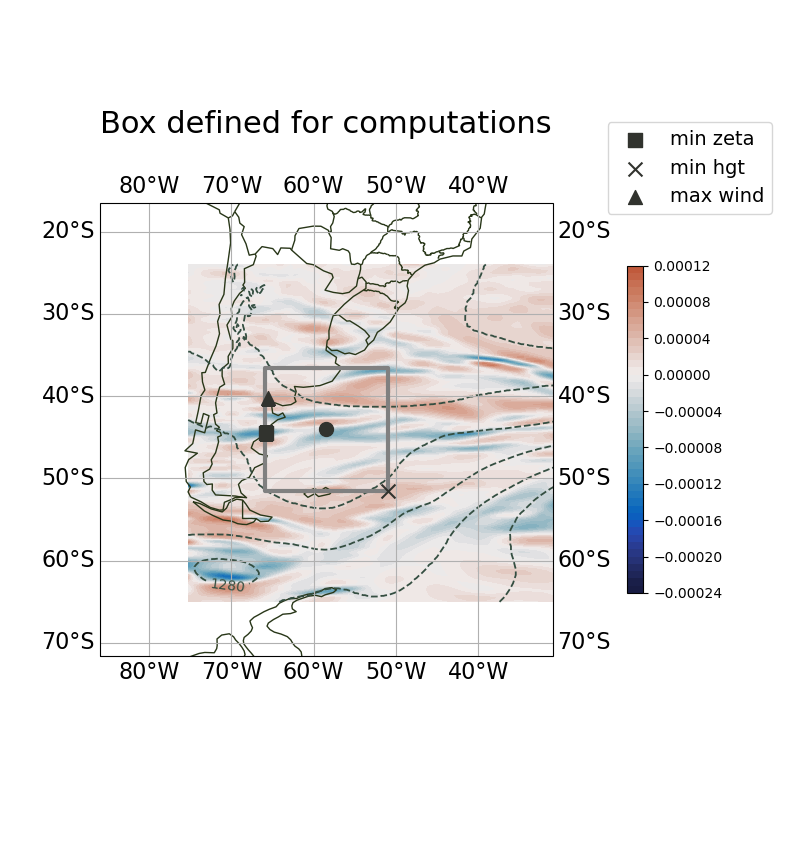 Box defined for computations
min zeta
min hgt
max wind
80°W 70°W 60°W 50°W 40°W
20°S 20°S
30°S 30°S
40°S 40°S
50°S 50°S
60°S 60°S
70°S 70°S
80°W 70°W 60°W 50°W 40°W
1280
0.00012
0.00008
0.00004
0.00000
−0.00004
−0.00008
−0.00012
−0.00016
−0.00020
−0.00024